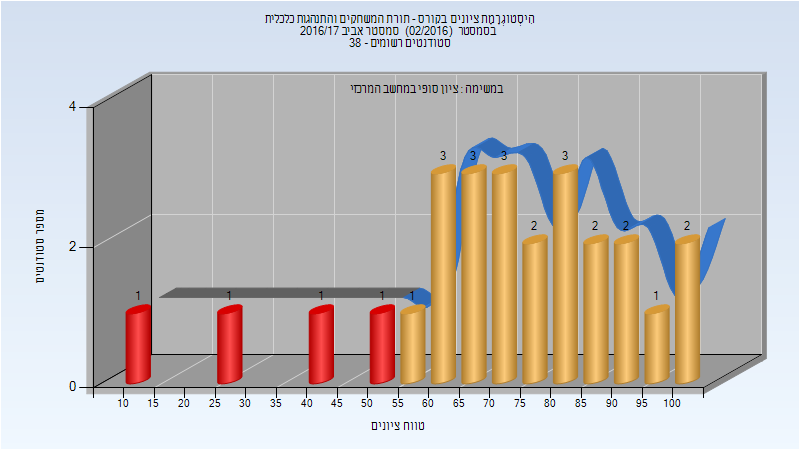 היסטוגרמת ציונים בקורס - תורת המשחקים והתנהגות כלכלית
בסמסטר (02/2016) סמסטר אביב 2016/17
סטודנטים רשומים - 38
במשימה : ציון סופי במחשב המרכזי
מספר סטודנטים
4
2
0
1 1 1 1 1 3 3 3 2 3 2 2 1 2
10 15 20 25 30 35 40 45 50 55 60 65 70 75 80 85 90 95 100
טווח ציונים